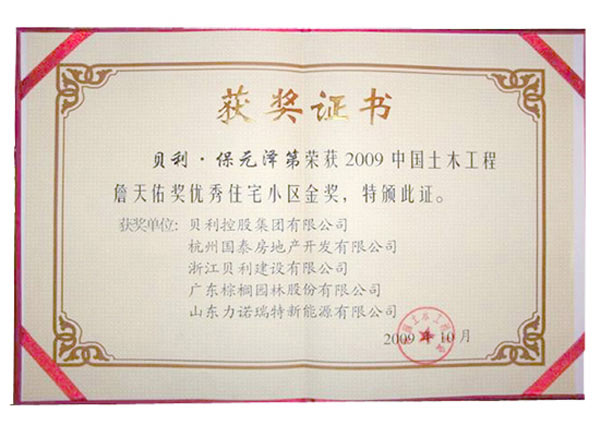 获奖证书
贝利·保元泽第荣获2009中国土木工程
詹天佑奖优秀住宅小区金奖，特颁此证。
获奖单位：贝利控股集团有限公司
杭州国泰房地产开发有限公司
浙江贝利建设有限公司
广东棕榈园林股份有限公司
山东力诺瑞特新能源有限公司
2009年10月